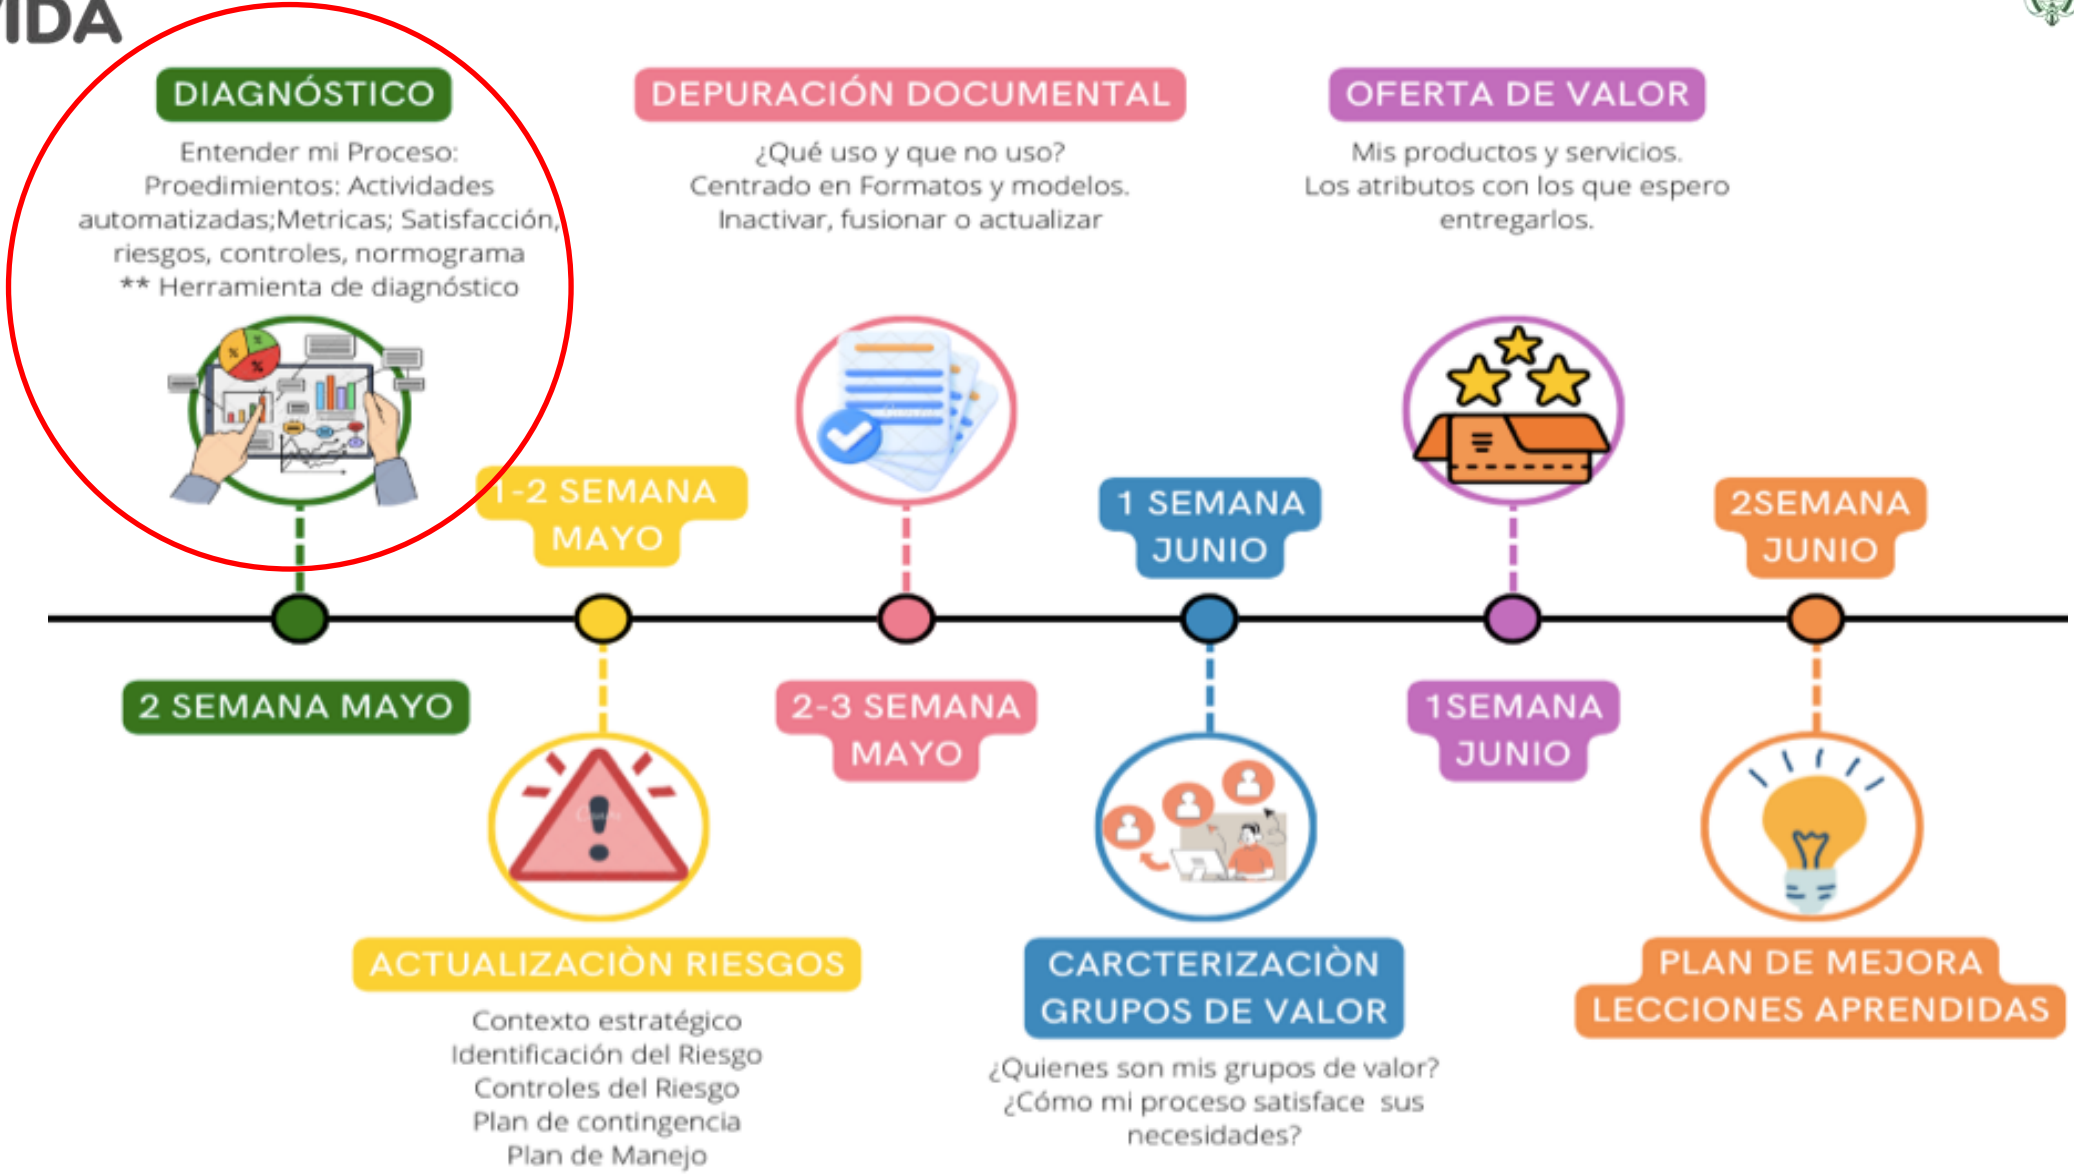 VIDA
DIAGNÓSTICO
Entender mi Proceso:
Proedimientos: Actividades
automatizadas;Metricas; Satisfacción,
riesgos, controles, normograma
** Herramienta de diagnóstico
2 SEMANA MAYO
1-2 SEMANA
MAYO
ACTUALIZACIÒN RIESGOS
Contexto estratégico
Identificación del Riesgo
Controles del Riesgo
Plan de contingencia
Plan de Manejo
DEPURACIÓN DOCUMENTAL
¿Qué uso y que no uso?
Centrado en Formatos y modelos.
Inactivar, fusionar o actualizar
2-3 SEMANA
MAYO
1 SEMANA
JUNIO
CARCTERIZACIÒN
GRUPOS DE VALOR
¿Quienes son mis grupos de valor?
¿Cómo mi proceso satisface sus
necesidades?
OFERTA DE VALOR
Mis productos y servicios.
Los atributos con los que espero
entregarlos.
1SEMANA
JUNIO
2SEMANA
JUNIO
PLAN DE MEJORA
LECCIONES APRENDIDAS